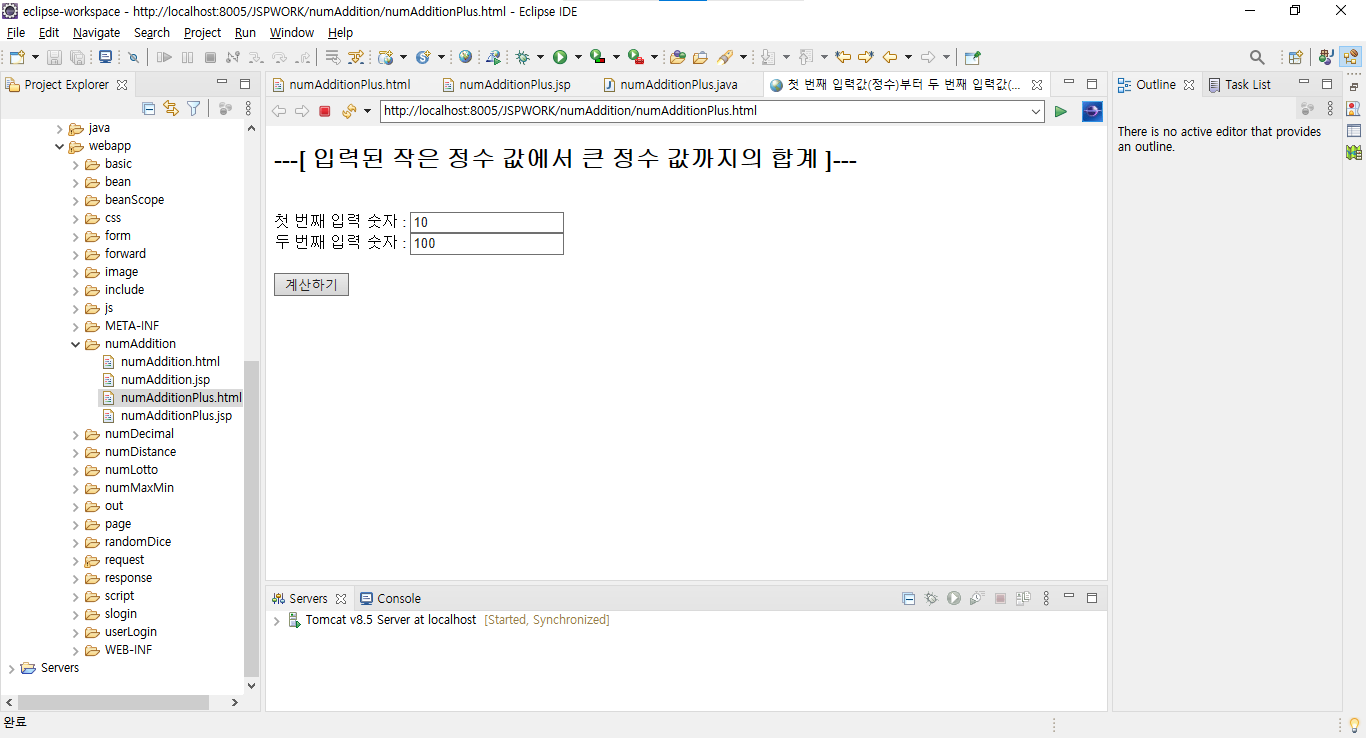 eclipse-workspace - http://localhost:8005/JSPWORK/numAddition/numAdditionPlus.html - Eclipse IDE
File Edit Navigate Search Project Run Window Help
Project Explorer
java
webapp
basic
bean
beanScope
css
form
forward
image
include
js
META-INF
numAddition
numAddition.html
numAddition.jsp
numAdditionPlus.html
numAdditionPlus.jsp
numDecimal
numDistance
numLotto
numMaxMin
out
page
randomDice
request
response
script
slogin
userLogin
WEB-INF
Servers
numAdditionPlus.html numAdditionPlus.jsp numAdditionPlus.java 첫 번째 입력값(정수)부터 두 번째 입력값(...
http://localhost:8005/JSPWORK/numAddition/numAdditionPlus.html
---[ 입력된 작은 정수 값에서 큰 정수 값까지의 합계 ]---
첫 번째 입력 숫자 : 10
두 번째 입력 숫자 : 100
계산하기
Servers Console
Tomcat v8.5 Server at localhost [Started, Synchronized]
Outline Task List
There is no active editor that provides
an outline.
완료